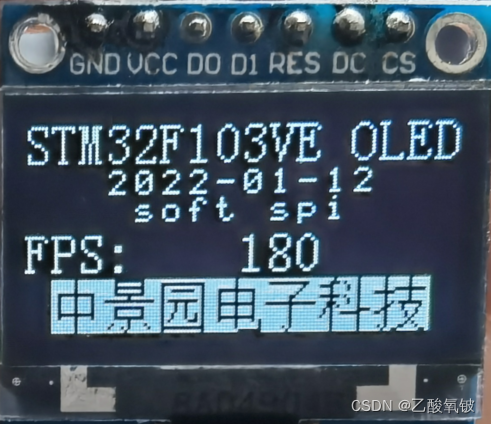 GND VCC D0 D1 RES DC CS
STM32F103VE OLED
2022-01-12
soft spi
FPS: 180
中景园电子科技
CSDN @乙酸氧铍